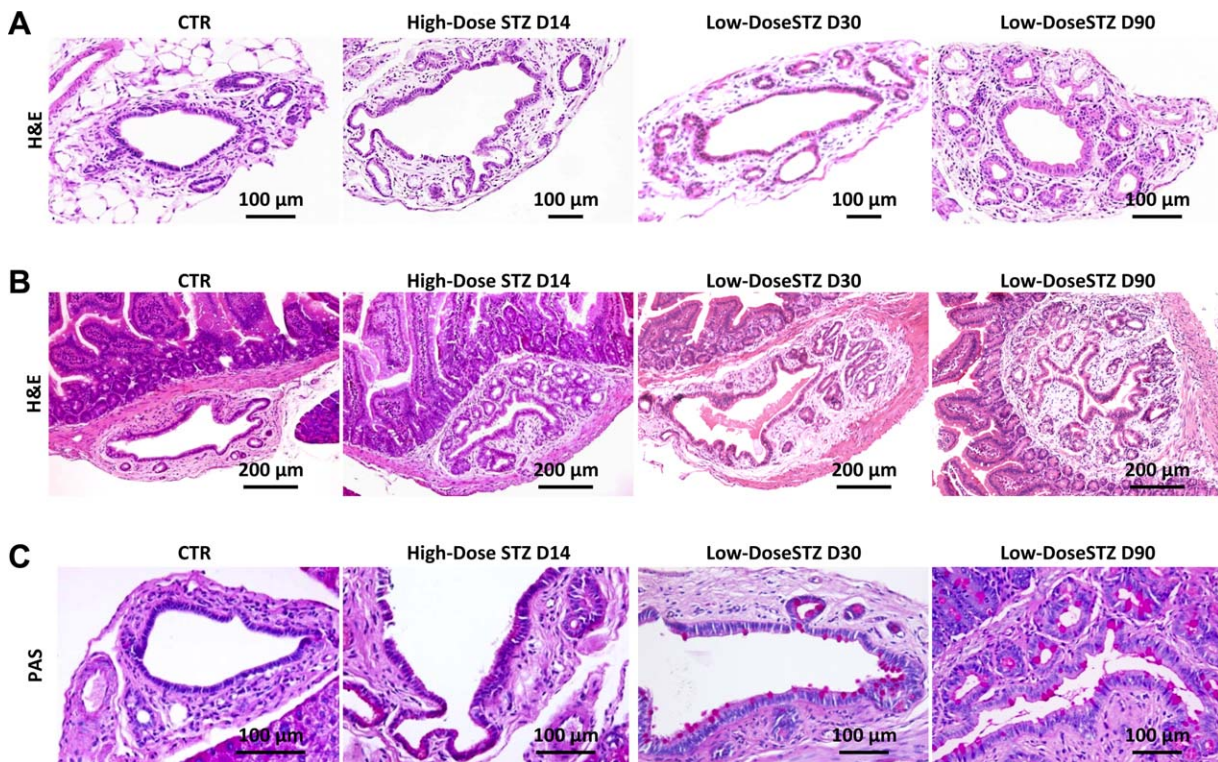 A
CTR High-Dose STZ D14 Low-DoseSTZ D30 Low-DoseSTZ D90
H&E
100 µm 100 µm 100 µm 100 µm
B
CTR High-Dose STZ D14 Low-DoseSTZ D30 Low-DoseSTZ D90
H&E
200 µm 200 µm 200 µm 200 µm
C
CTR High-Dose STZ D14 Low-DoseSTZ D30 Low-DoseSTZ D90
PAS
100 µm 100 µm 100 µm 100 µm